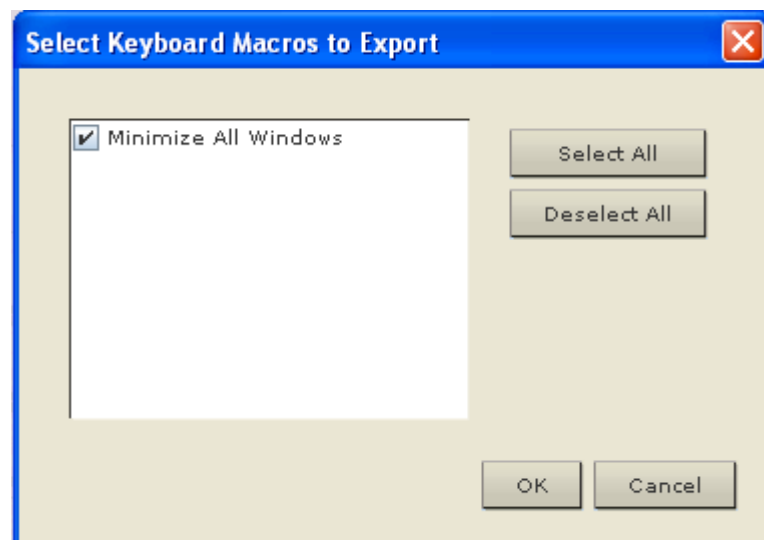 Select Keyboard Macros to Export
Minimize All Windows
Select All
Deselect All
OK
Cancel